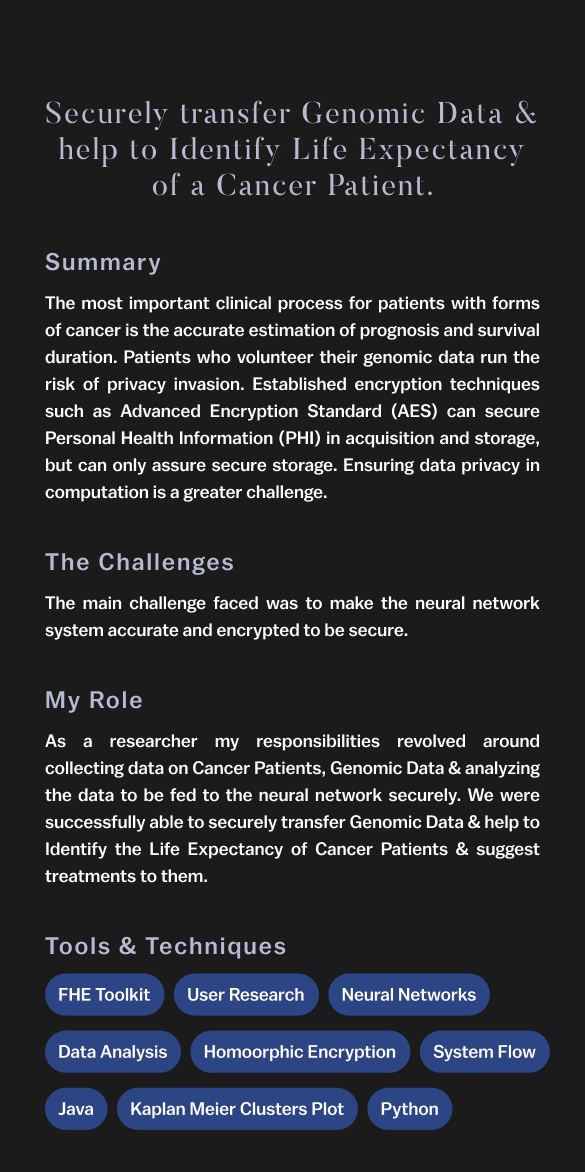 Securely transfer Genomic Data &
help to Identify Life Expectancy
of a Cancer Patient.
Summary
The most important clinical process for patients with forms
of cancer is the accurate estimation of prognosis and survival
duration. Patients who volunteer their genomic data run the
risk of privacy invasion. Established encryption techniques
such as Advanced Encryption Standard (AES) can secure
Personal Health Information (PHI) in acquisition and storage,
but can only assure secure storage. Ensuring data privacy in
computation is a greater challenge.
The Challenges
The main challenge faced was to make the neural network
system accurate and encrypted to be secure.
My Role
As a researcher my responsibilities revolved around
collecting data on Cancer Patients, Genomic Data & analyzing
the data to be fed to the neural network securely. We were
successfully able to securely transfer Genomic Data & help to
Identify the Life Expectancy of Cancer Patients & suggest
treatments to them.
Tools & Techniques
FHE Toolkit User Research Neural Networks
Data Analysis Homoorphic Encryption System Flow
Java Kaplan Meier Clusters Plot Python